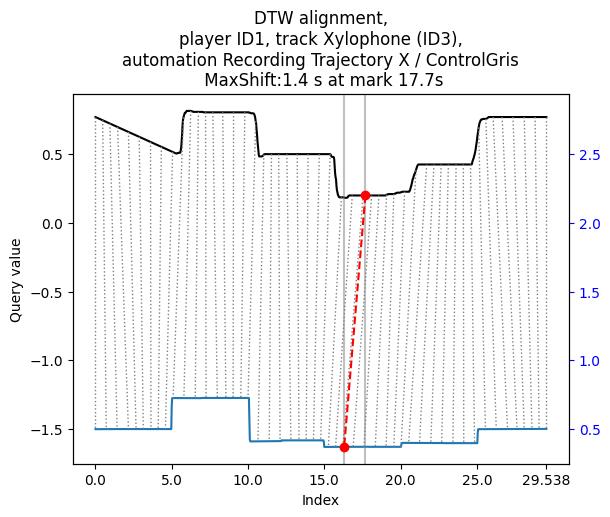 DTW alignment,
player ID1, track Xylophone (ID3),
automation Recording Trajectory X / ControlGris
MaxShift:1.4 s at mark 17.7s
0.5
0.0
−0.5
−1.0
−1.5
Query value
2.5
2.0
1.5
1.0
0.5
0.0 5.0 10.0 15.0 20.0 25.0 29.538
Index